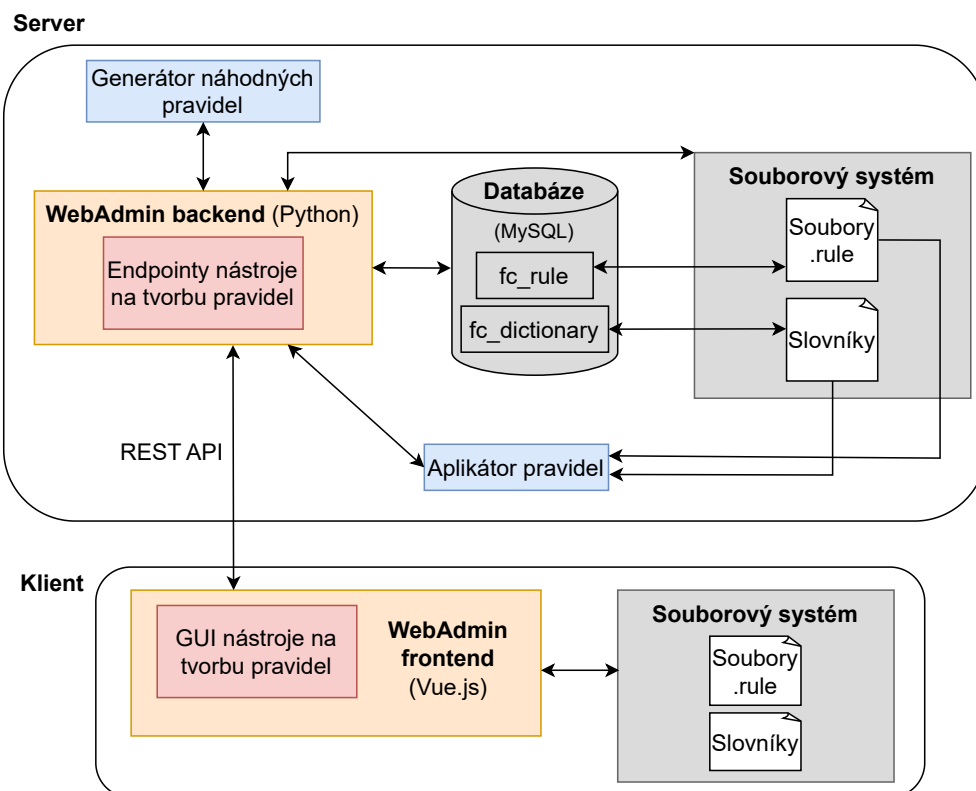 Server
Generátor náhodných
pravidel
WebAdmin backend (Python)
Endpointy nástroje
na tvorbu pravidel
Databáze
(MySQL)
fc_rule
fc_dictionary
Souborový systém
Soubory
.rule
Slovníky
REST API
Aplikátor pravidel
Klient
GUI nástroje na
tvorbu pravidel
WebAdmin
frontend
(Vue.js)
Souborový systém
Soubory
.rule
Slovníky